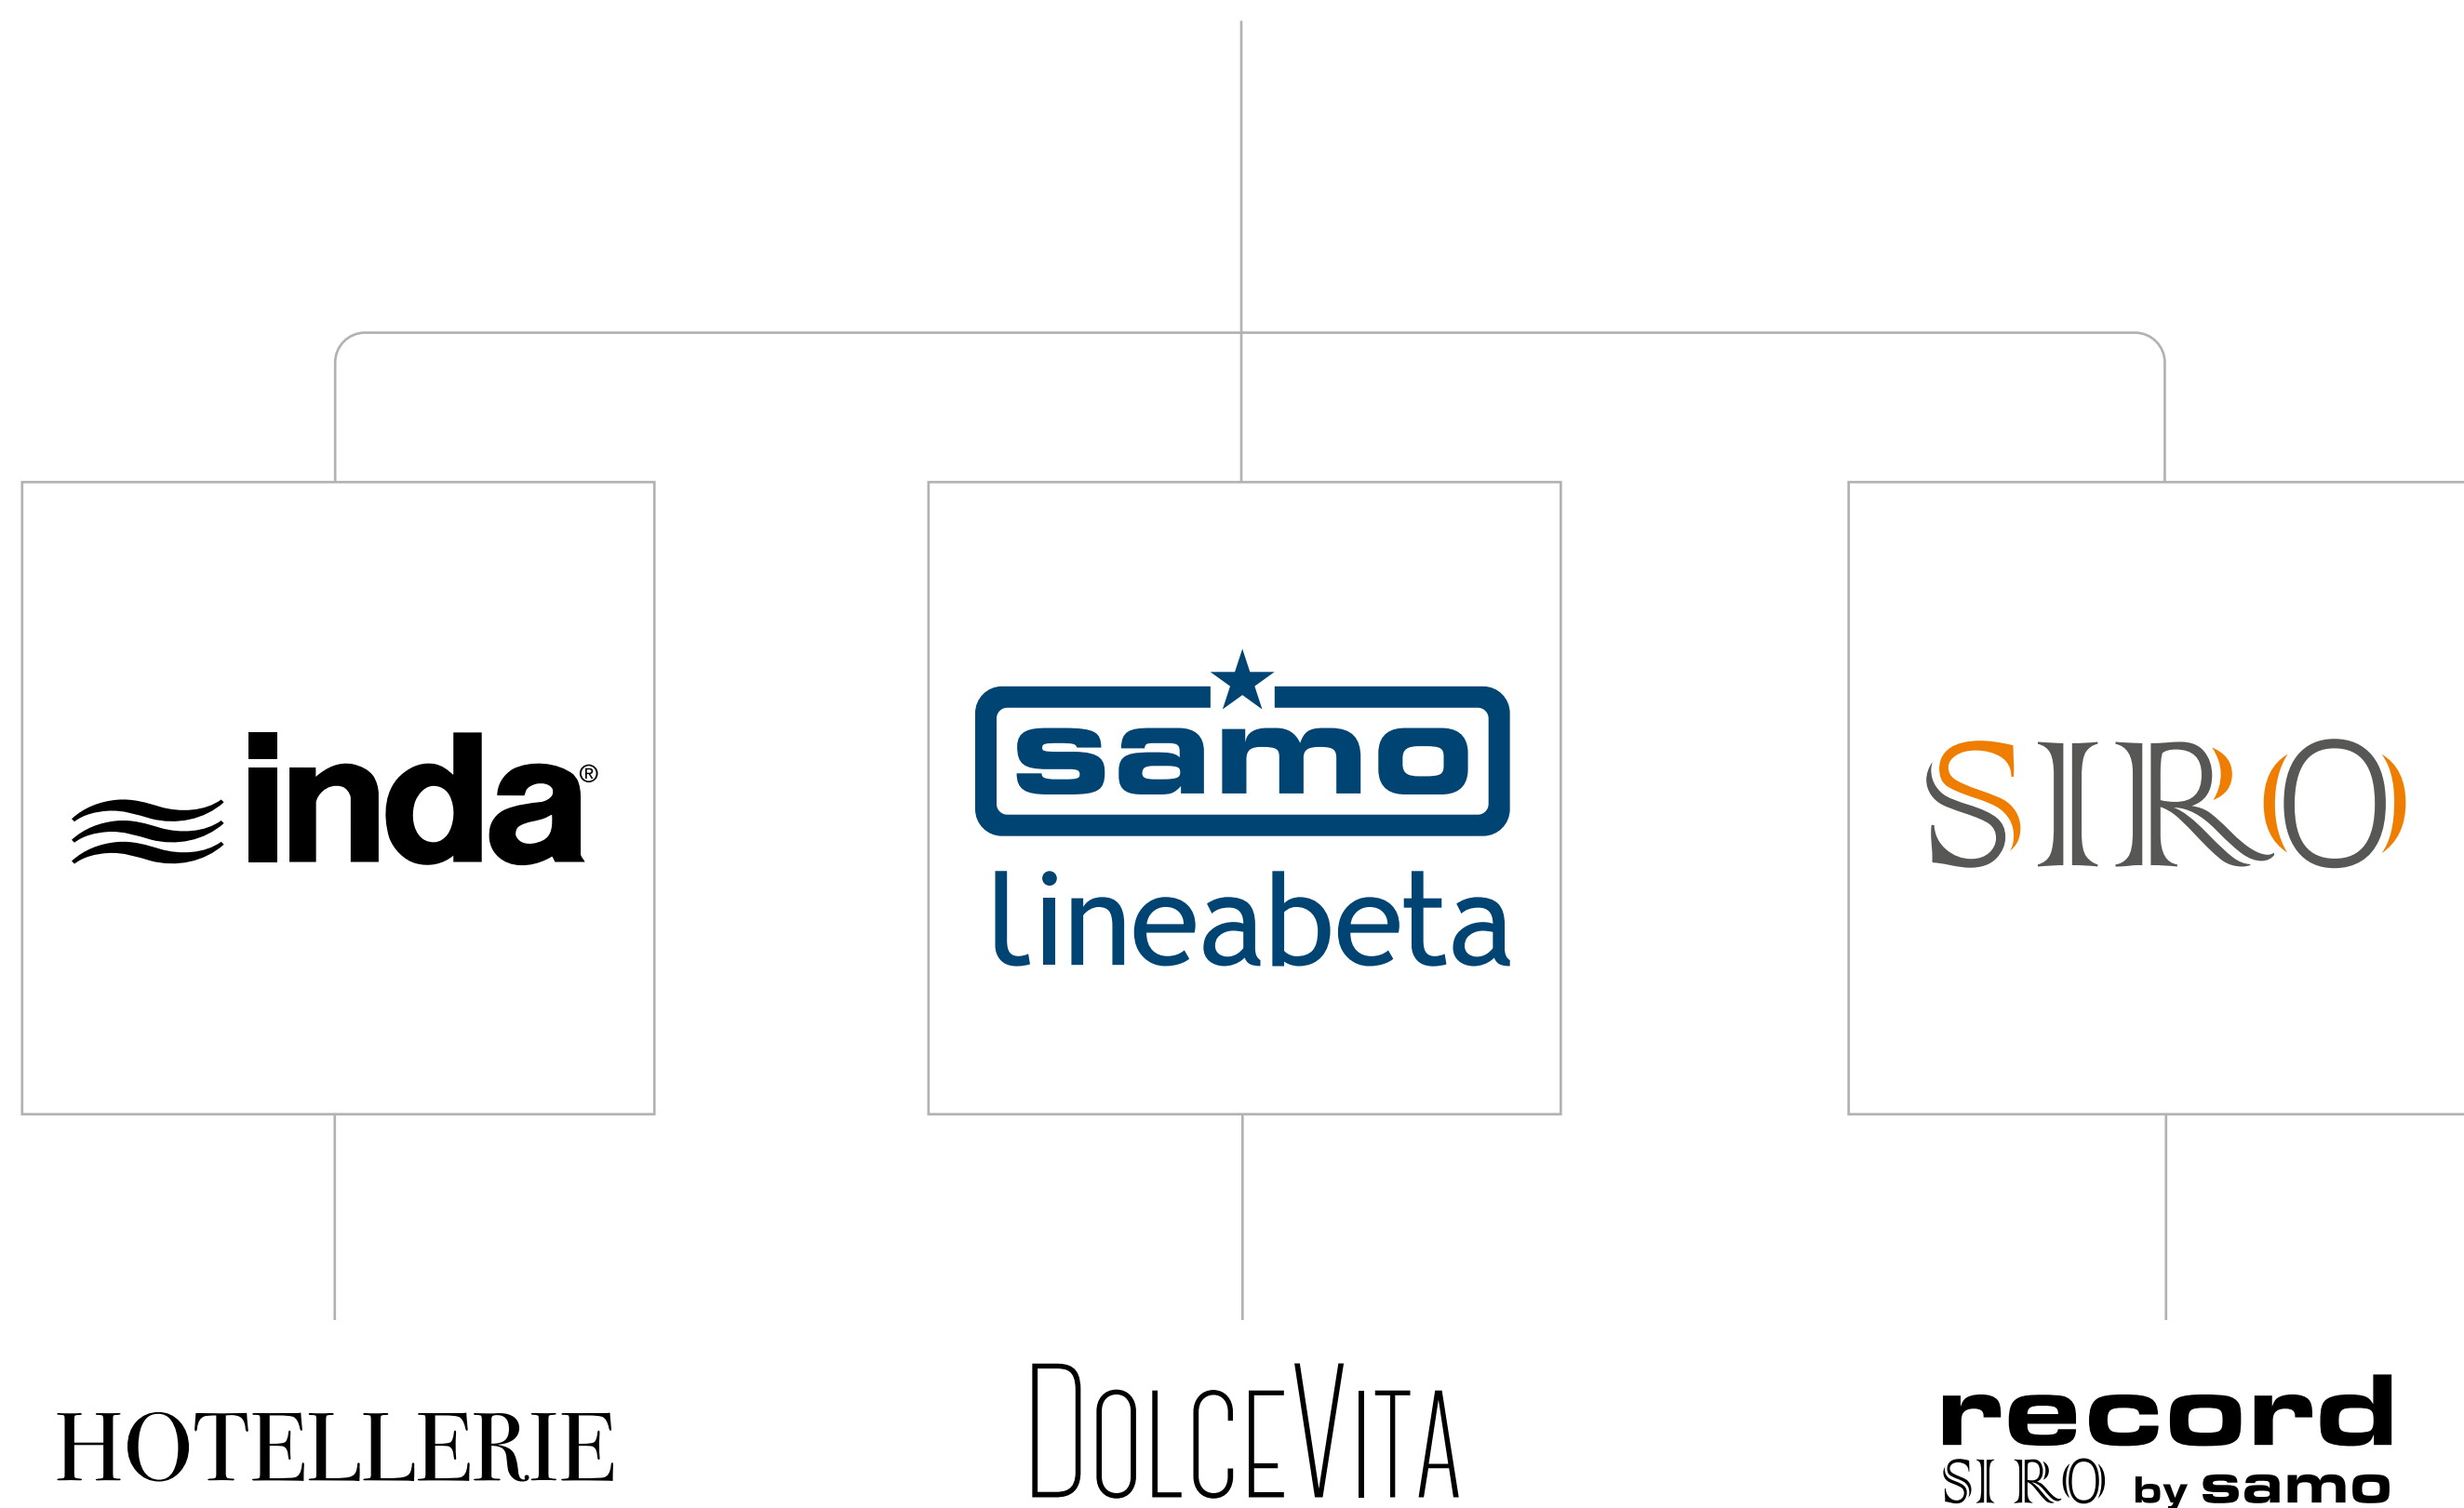 inda®
samo
lineabeta
SIRO
HOTELLERIE
DOLCEVITA
record
SIRO by samo